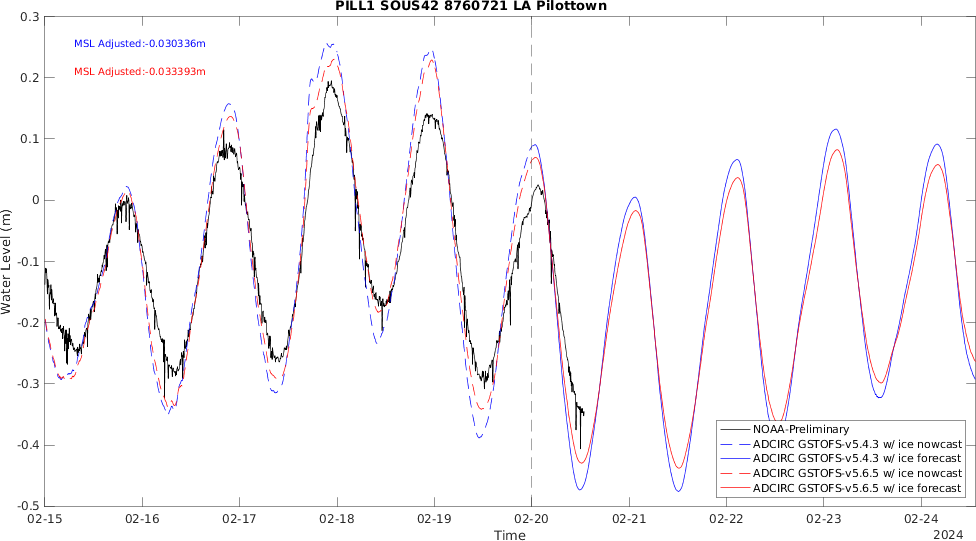 PILL1 SOUS42 8760721 LA Pilottown
0.3
MSL Adjusted:-0.030336m
MSL Adjusted:-0.033393m
0.2
0.1
0
-0.1
-0.2
-0.3
-0.4
-0.5
Water Level (m)
NOAA-Preliminary
ADCIRC GSTOFS-v5.4.3 w/ ice nowcast
ADCIRC GSTOFS-v5.4.3 w/ ice forecast
ADCIRC GSTOFS-v5.6.5 w/ ice nowcast
ADCIRC GSTOFS-v5.6.5 w/ ice forecast
02-15 02-16 02-17 02-18 02-19 02-20 02-21 02-22 02-23 02-24
Time
2024